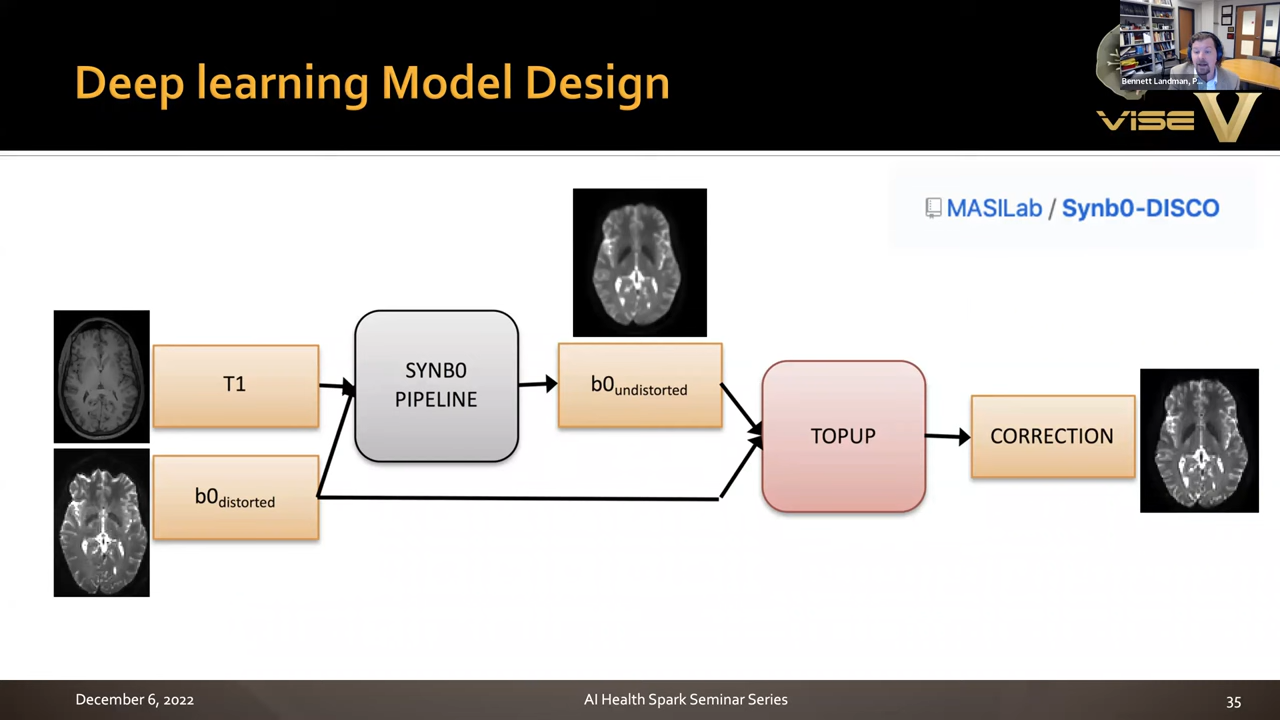 Deep learning Model Design
Bennett Landman, P...
VISE V
MASILab / Synb0-DISCO
T1
SYNB0
PIPELINE
b0undistorted
TOPUP
CORRECTION
b0distorted
December 6, 2022
AI Health Spark Seminar Series
35